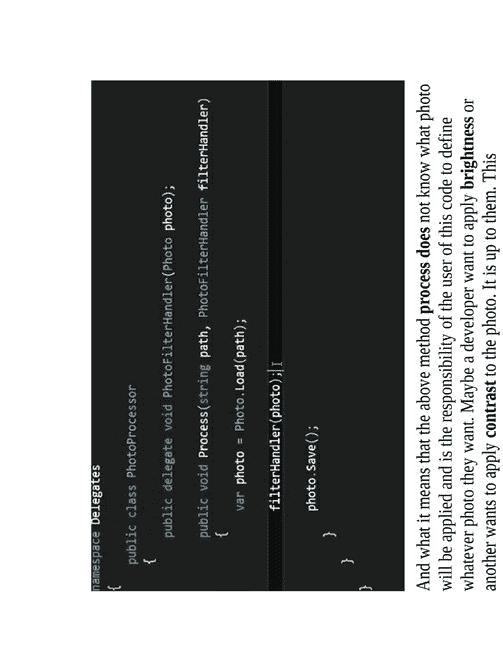 namespace Delegates
{
public class PhotoProcessor
{
public delegate void PhotoFilterHandler(Photo photo);
public void Process(string path, PhotoFilterHandler filterHandler)
{
var photo = Photo.Load(path);
filterHandler(photo);
photo.Save();
}
}
}
And what it means that the above method process does not know what photo
will be applied and is the responsibility of the user of this code to define
whatever photo they want. Maybe a developer want to apply brightness or
another wants to apply contrast to the photo. It is up to them. This